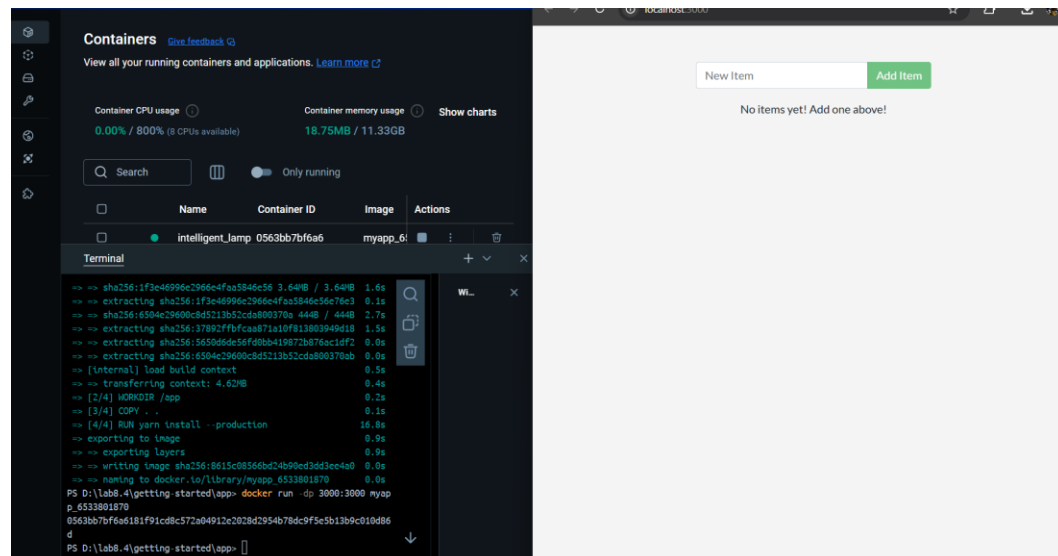 Containers Give feedback
View all your running containers and applications. Learn more
Container CPU usage
0.00% / 800% (8 CPUs available)
Container memory usage
18.75MB / 11.33GB
Show charts
Search
Only running
Name Container ID Image Actions
intelligent_lamp 0563bb7bf6a6 myapp_6
Terminal
=> => sha256:1f3e46996c2966e4faa5846e56 3.64MB / 3.64MB 1.6s
=> => extracting sha256:1f3e46996c2966e4faa5846e56e76e3 0.1s
=> => sha256:6504e29600c8d5213b52cda800370a 444B / 444B 2.7s
=> => extracting sha256:37892ffbfcaa871a10f813803949d18 1.5s
=> => extracting sha256:5650d6de56fd0bb419872b876ac1df2 0.0s
=> => extracting sha256:6504e29600c8d5213b52cda800370ab 0.0s
=> [internal] load build context 0.5s
=> => transferring context: 4.62MB 0.4s
=> [2/4] WORKDIR /app 0.2s
=> [3/4] COPY . . 0.1s
=> [4/4] RUN yarn install --production 16.8s
=> exporting to image 0.9s
=> => exporting layers 0.9s
=> => writing image sha256:8615c08566bd24b90ed3dd3ee4a0 0.0s
=> => naming to docker.io/library/myapp_6533801870 0.0s
PS D:\lab8.4\getting-started\app> docker run -dp 3000:3000 myap
p_6533801870
0563bb7bf6a6181f91cd8c572a04912e2028d2954b78dc9f5e5b13b9c010d86
d
PS D:\lab8.4\getting-started\app>
Wi...
localhost:3000
New Item Add Item
No items yet! Add one above!